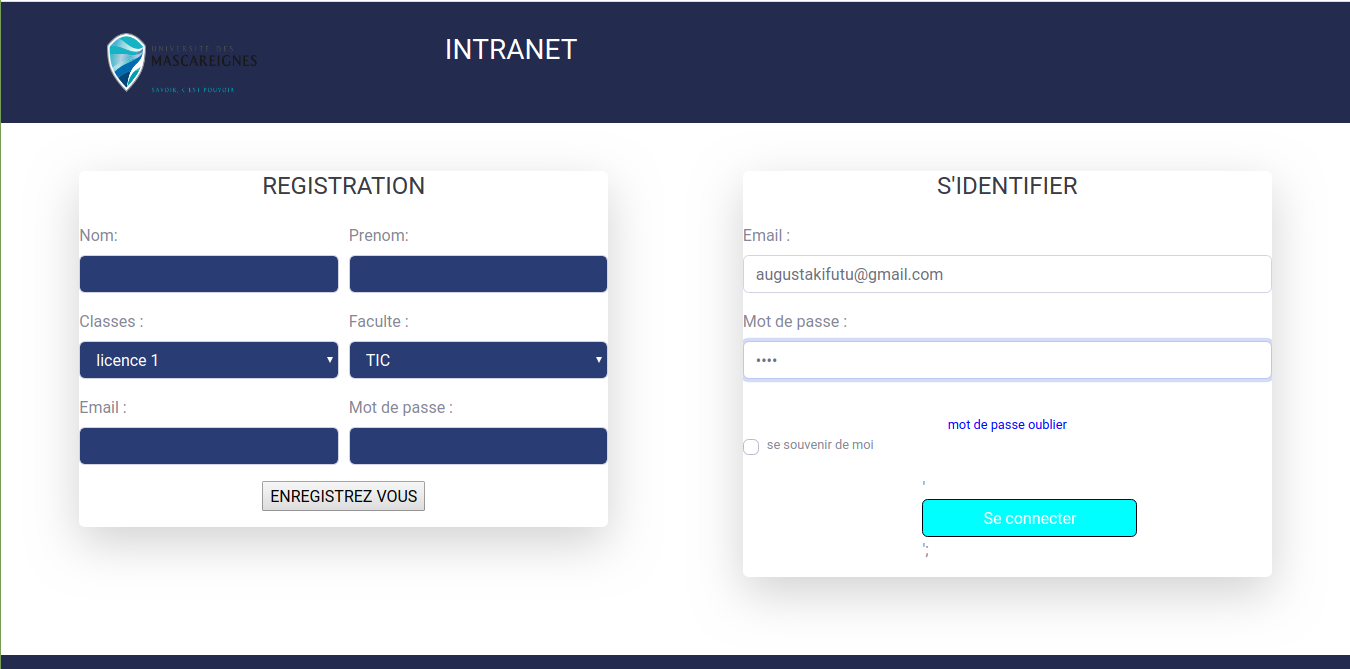 UNIVERSITÉ DES
MASCAREIGNES
SAVOIR, C'EST POUVOIR
INTRANET
REGISTRATION
Nom:
Prenom:
Classes :
Faculte :
licence 1
TIC
Email :
Mot de passe :
ENREGISTREZ VOUS
S'IDENTIFIER
Email :
augustakifutu@gmail.com
Mot de passe :
••••
mot de passe oublier
se souvenir de moi
'
Se connecter
';